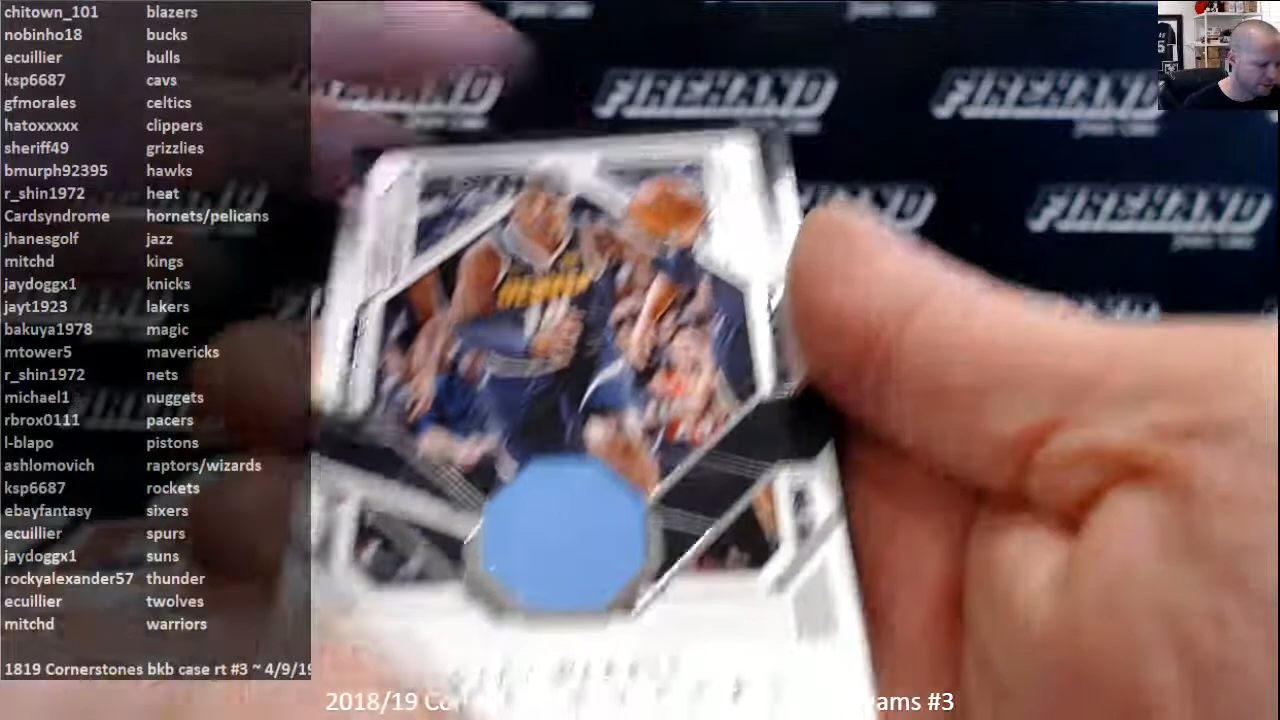 chitown_101 blazers
nobinho18 bucks
ecuillier bulls
ksp6687 cavs
gfmorales celtics
hatoxxxxx clippers
sheriff49 grizzlies
bmurph92395 hawks
r_shin1972 heat
Cardsyndrome hornets/pelicans
jhanesgolf jazz
mitchd kings
jaydoggx1 knicks
jayt1923 lakers
bakuya1978 magic
mtower5 mavericks
r_shin1972 nets
michael1 nuggets
rbrox0111 pacers
l-blapo pistons
ashlomovich raptors/wizards
ksp6687 rockets
ebayfantasy sixers
ecuillier spurs
jaydoggx1 suns
rockyalexander57 thunder
ecuillier twolves
mitchd warriors
1819 Cornerstones bkb case rt #3 ~ 4/9/19
FIREHAND FIREHAND FIREHAND
FIREHAND
2018/19 Co ams #3